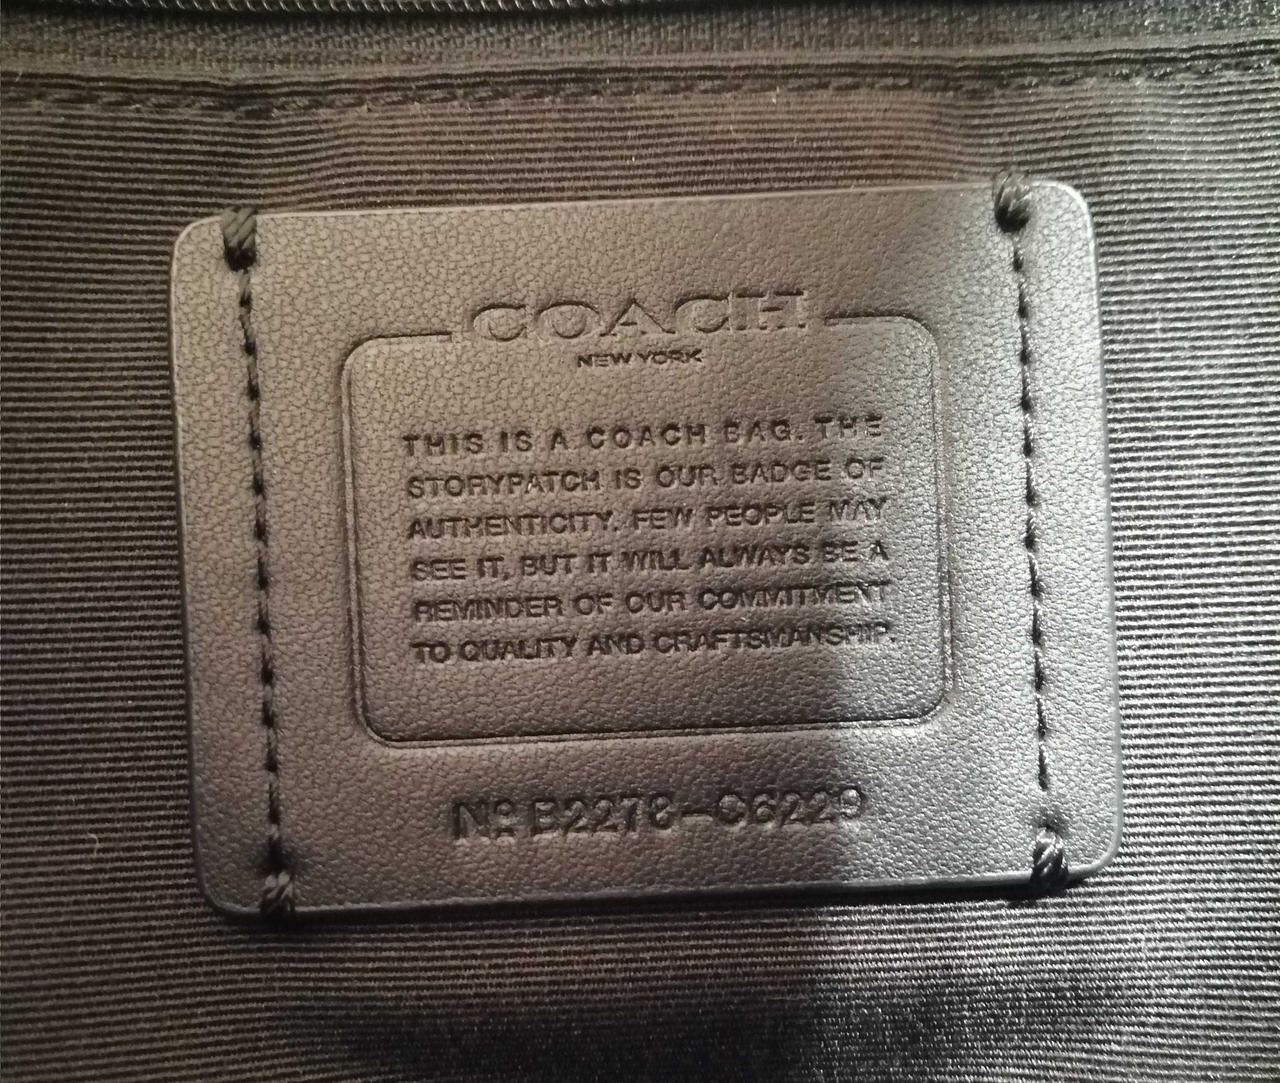 COACH
NEW YORK
THIS IS A COACH BAG. THE
STORYPATCH IS OUR BADGE OF
AUTHENTICITY. FEW PEOPLE MAY
SEE IT, BUT IT WILL ALWAYS BE A
REMINDER OF OUR COMMITMENT
TO QUALITY AND CRAFTSMANSHIP.
Nº B2278-C6229